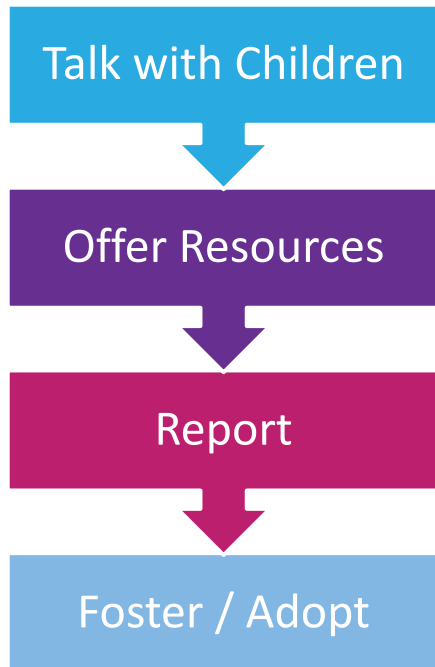 Talk with Children
Offer Resources
Report
Foster / Adopt